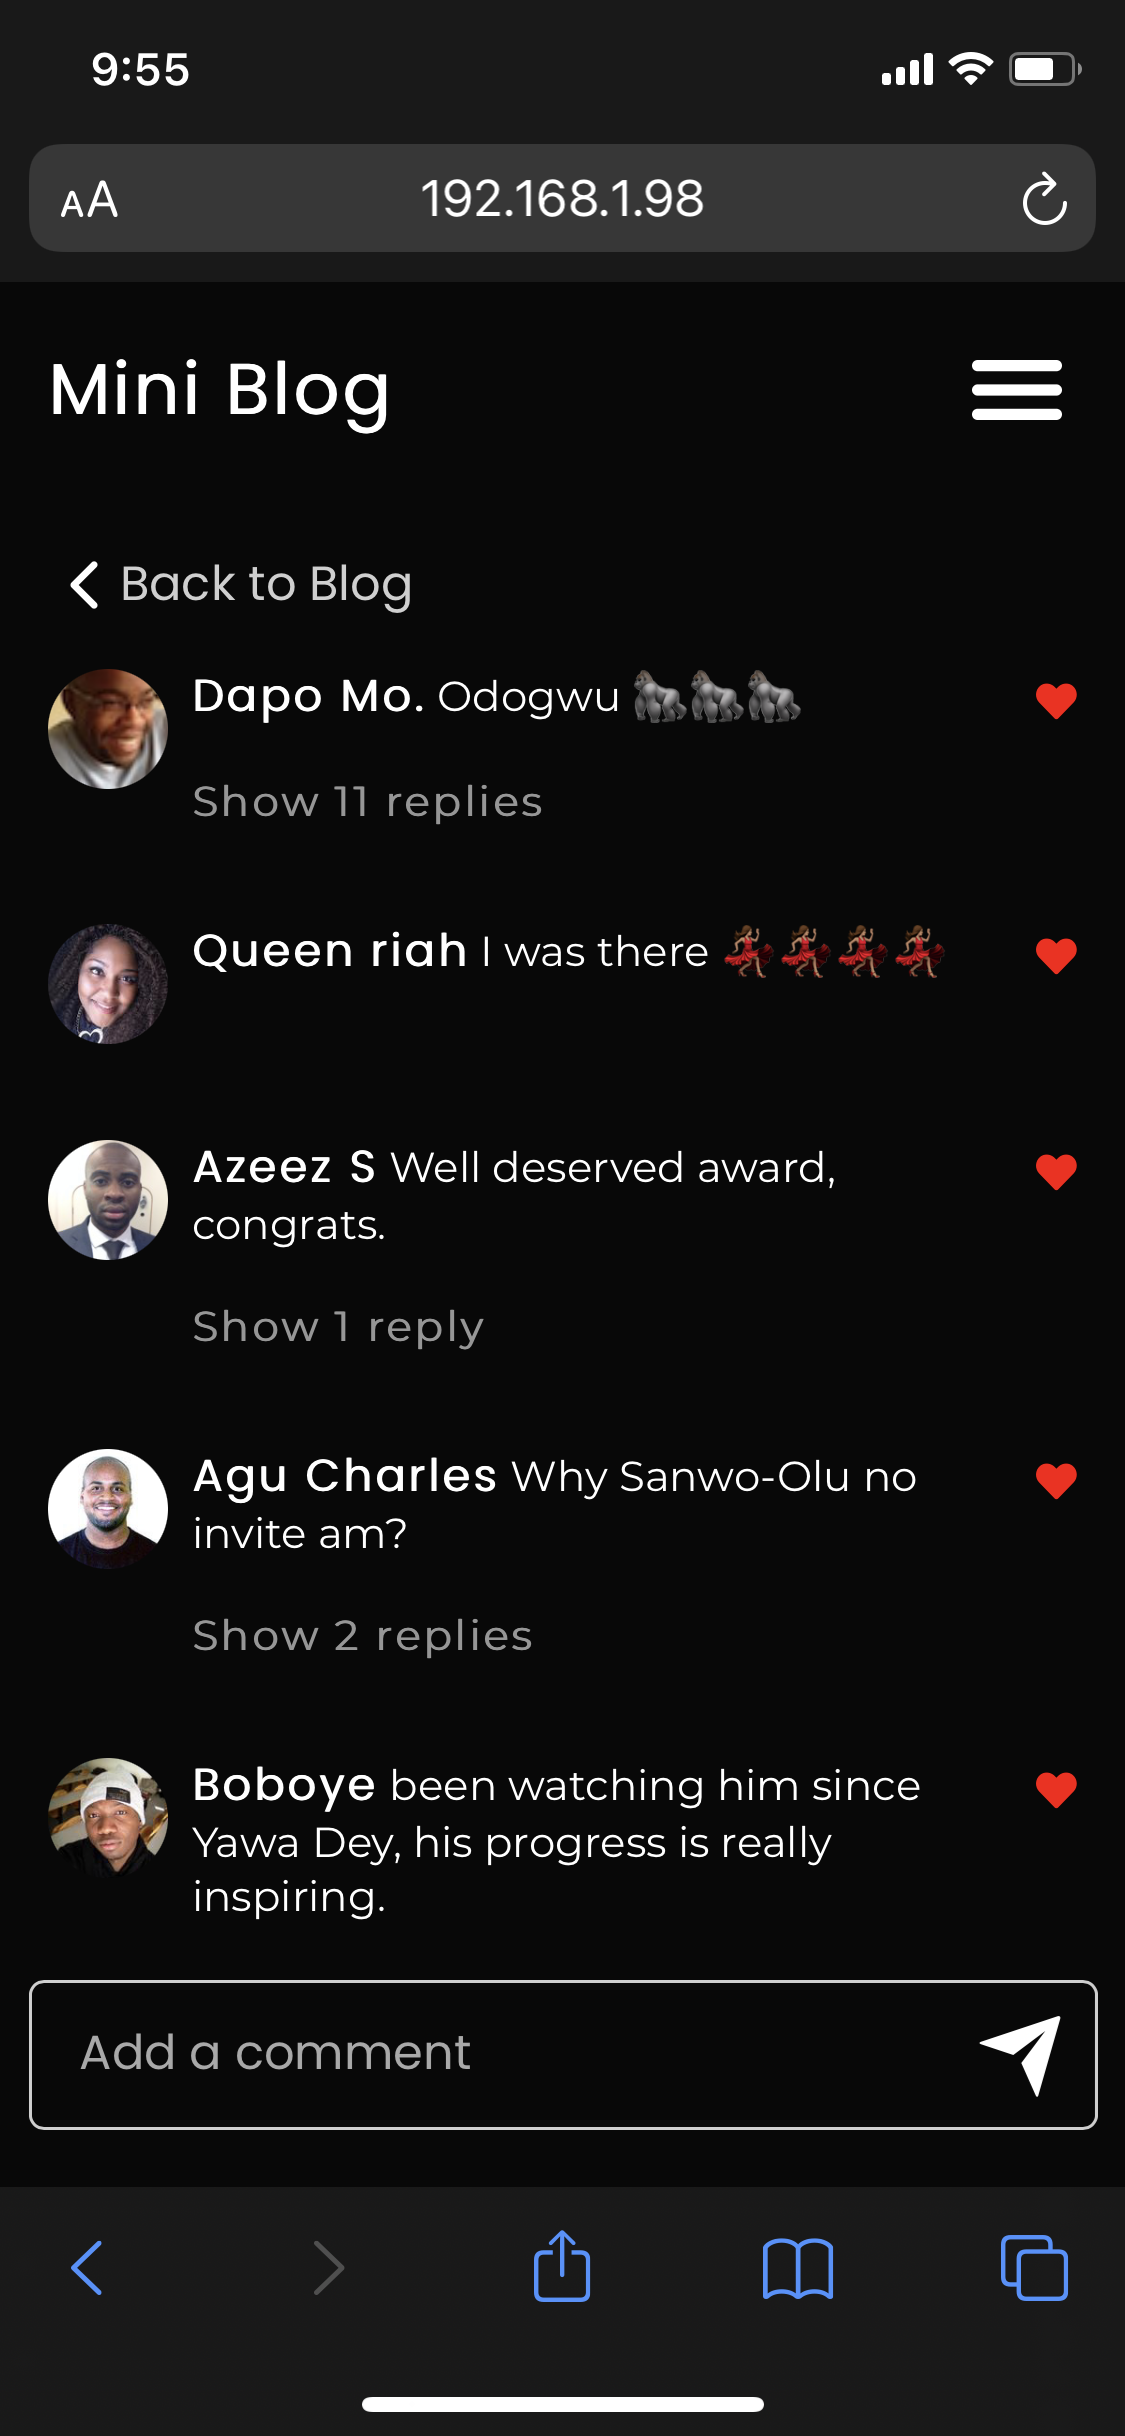 9:55
AA 192.168.1.98
Mini Blog
Back to Blog
Dapo Mo. Odogwu 🦍🦍🦍
Show 11 replies
Queen riah I was there 💃🏽💃🏽💃🏽💃🏽
Azeez S Well deserved award,
congrats.
Show 1 reply
Agu Charles Why Sanwo-Olu no
invite am?
Show 2 replies
Boboye been watching him since
Yawa Dey, his progress is really
inspiring.
Add a comment